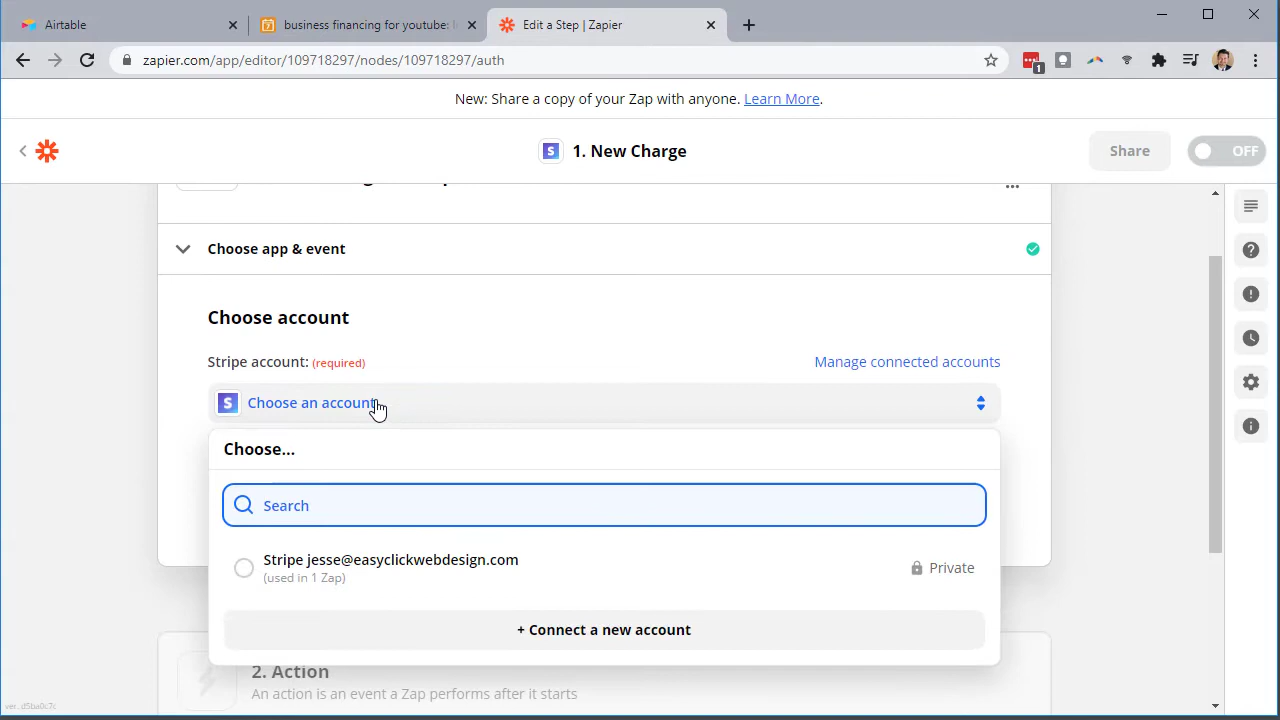 Airtable
business financing for youtube: l
Edit a Step | Zapier
zapier.com/app/editor/109718297/nodes/109718297/auth
1
New: Share a copy of your Zap with anyone. Learn More.
1. New Charge
Share
OFF
Choose app & event
Choose account
Stripe account: (required)
Manage connected accounts
Choose an account
Choose...
Search
Stripe jesse@easyclickwebdesign.com
(used in 1 Zap)
Private
+ Connect a new account
2. Action
An action is an event a Zap performs after it starts
ver. d5ba0c7c